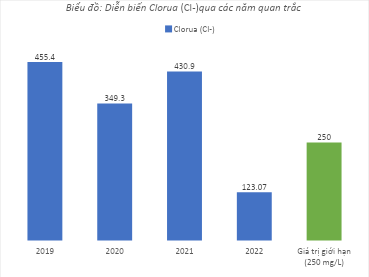 Biểu đồ: Diễn biến Clorua (Cl-)qua các năm quan trắc
Clorua (Cl-)
455.4
349.3
430.9
123.07
250
2019
2020
2021
2022
Giá trị giới hạn
(250 mg/L)